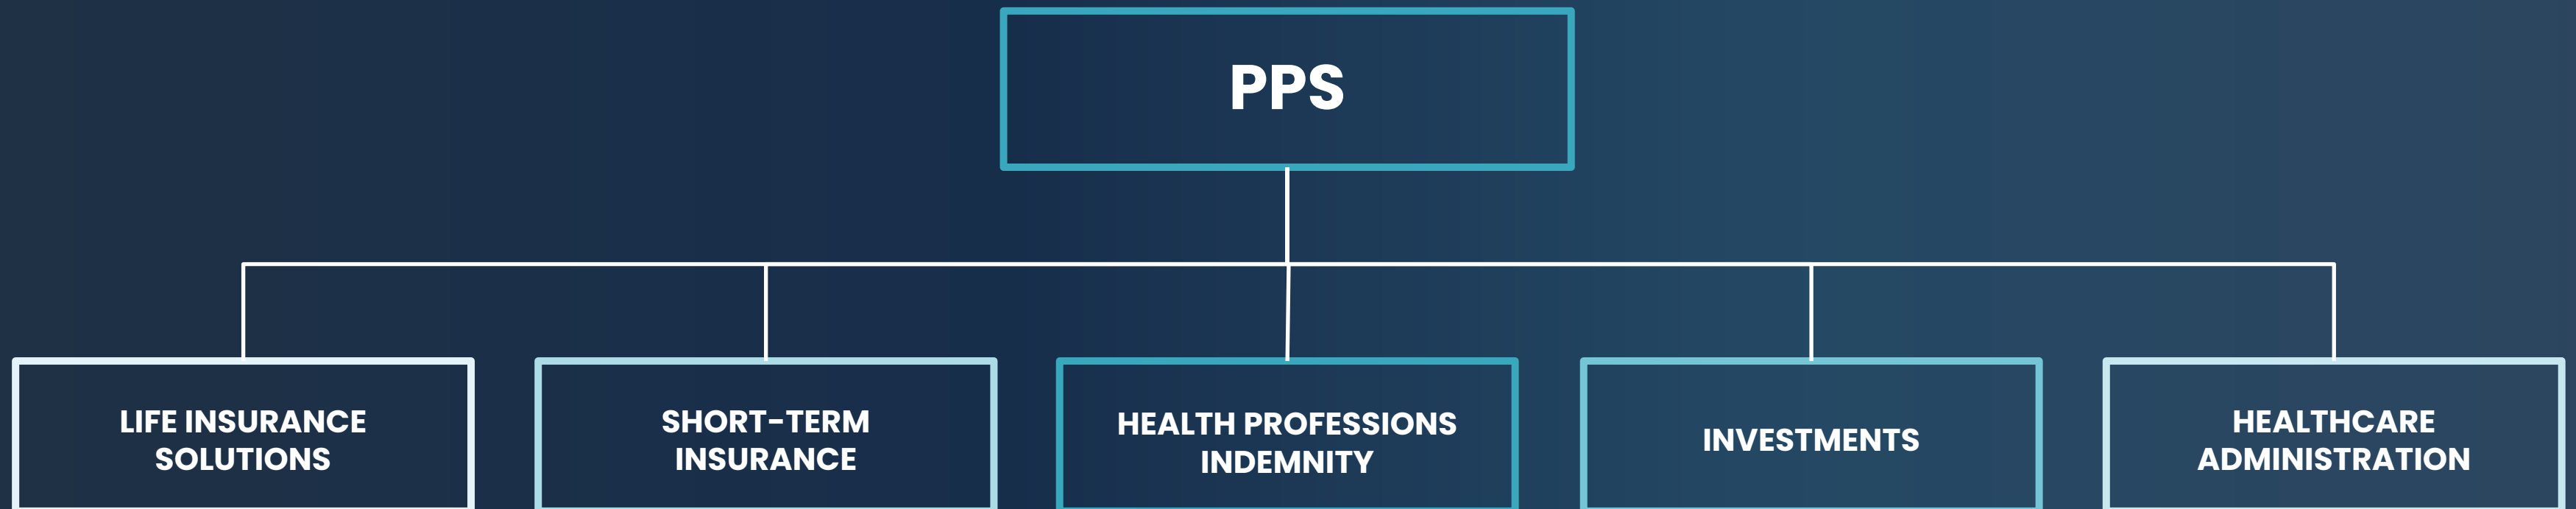 PPS
LIFE INSURANCE
SOLUTIONS
SHORT-TERM
INSURANCE
HEALTH PROFESSIONS
INDEMNITY
INVESTMENTS
HEALTHCARE
ADMINISTRATION